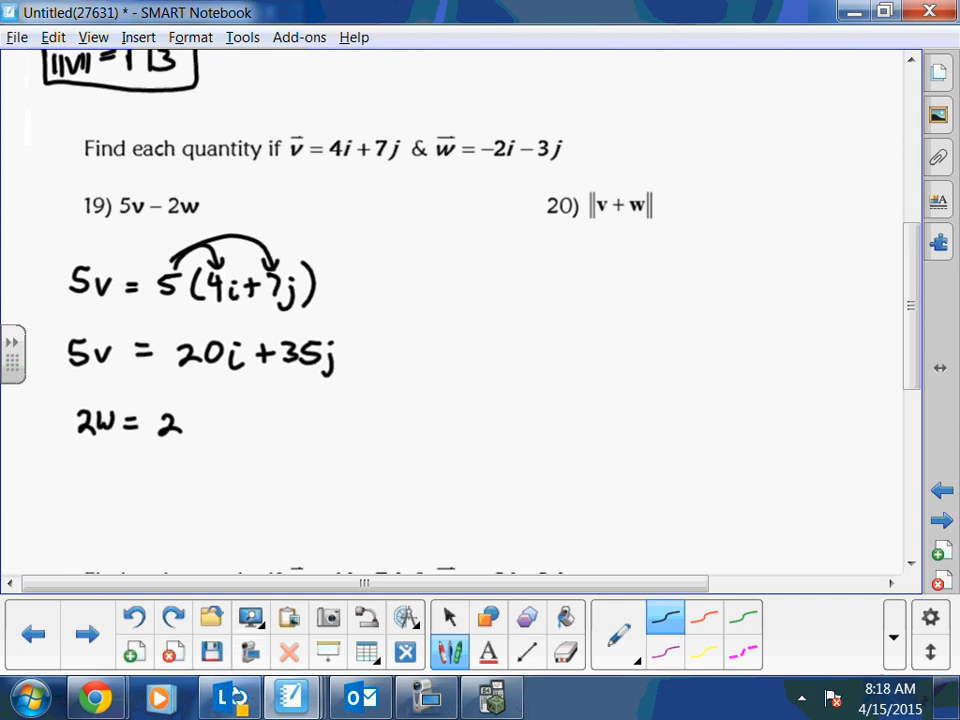 Untitled(27631) * - SMART Notebook
File Edit View Insert Format Tools Add-ons Help
Find each quantity if v = 4i + 7j & w = −2i − 3j
19) 5v − 2w
20) ‖v + w‖
5v = 5(4i+7j)
5v = 20i+35j
2w = 2
8:18 AM
4/15/2015